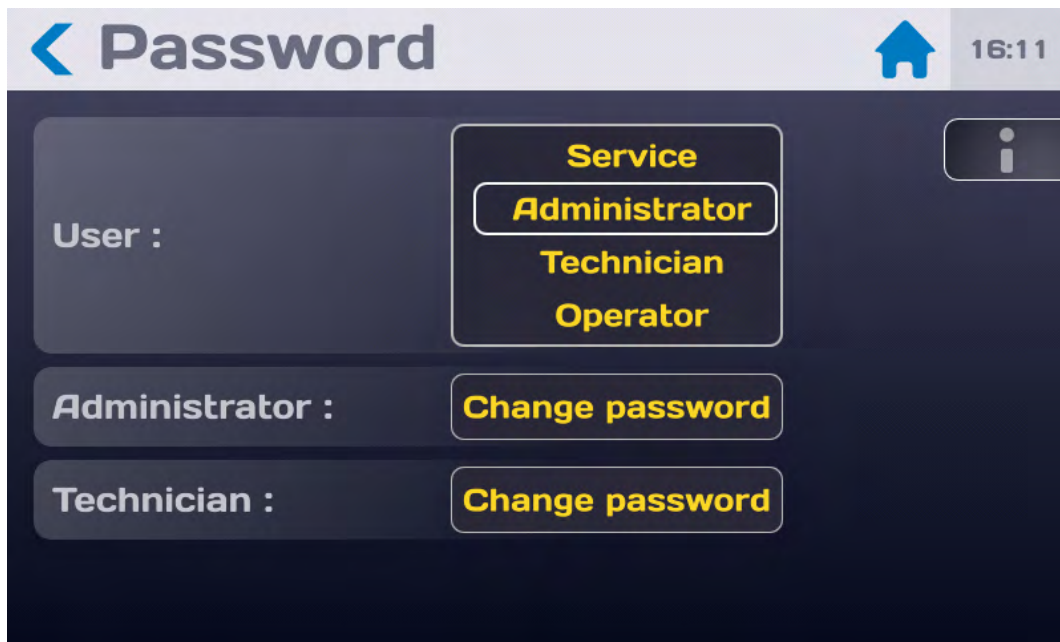 Password
16:11
User :
Service
Administrator
Technician
Operator
Administrator :
Change password
Technician :
Change password